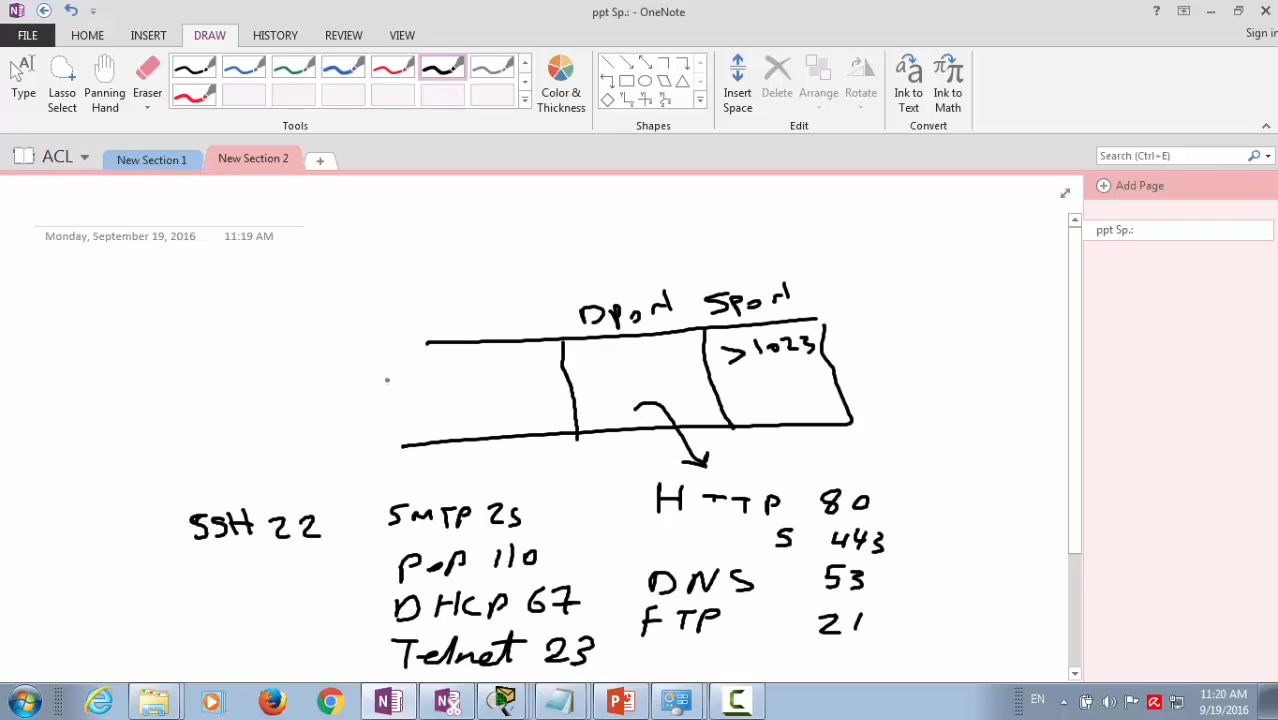 ppt Sp.: - OneNote
?
FILE HOME INSERT DRAW HISTORY REVIEW VIEW
Sign in
Type
Lasso Select
Panning Hand
Eraser
Color & Thickness
Insert Space
Delete
Arrange
Rotate
Ink to Text
Ink to Math
Tools
Shapes
Edit
Convert
ACL
New Section 1
New Section 2
Search (Ctrl+E)
Add Page
ppt Sp.:
Monday, September 19, 2016 11:19 AM
Dport Sport
>1023
HTTP 80
S 443
DNS 53
FTP 21
SMTP 25
pop 110
DHCP 67
Telnet 23
SSH 22
EN
11:20 AM
9/19/2016